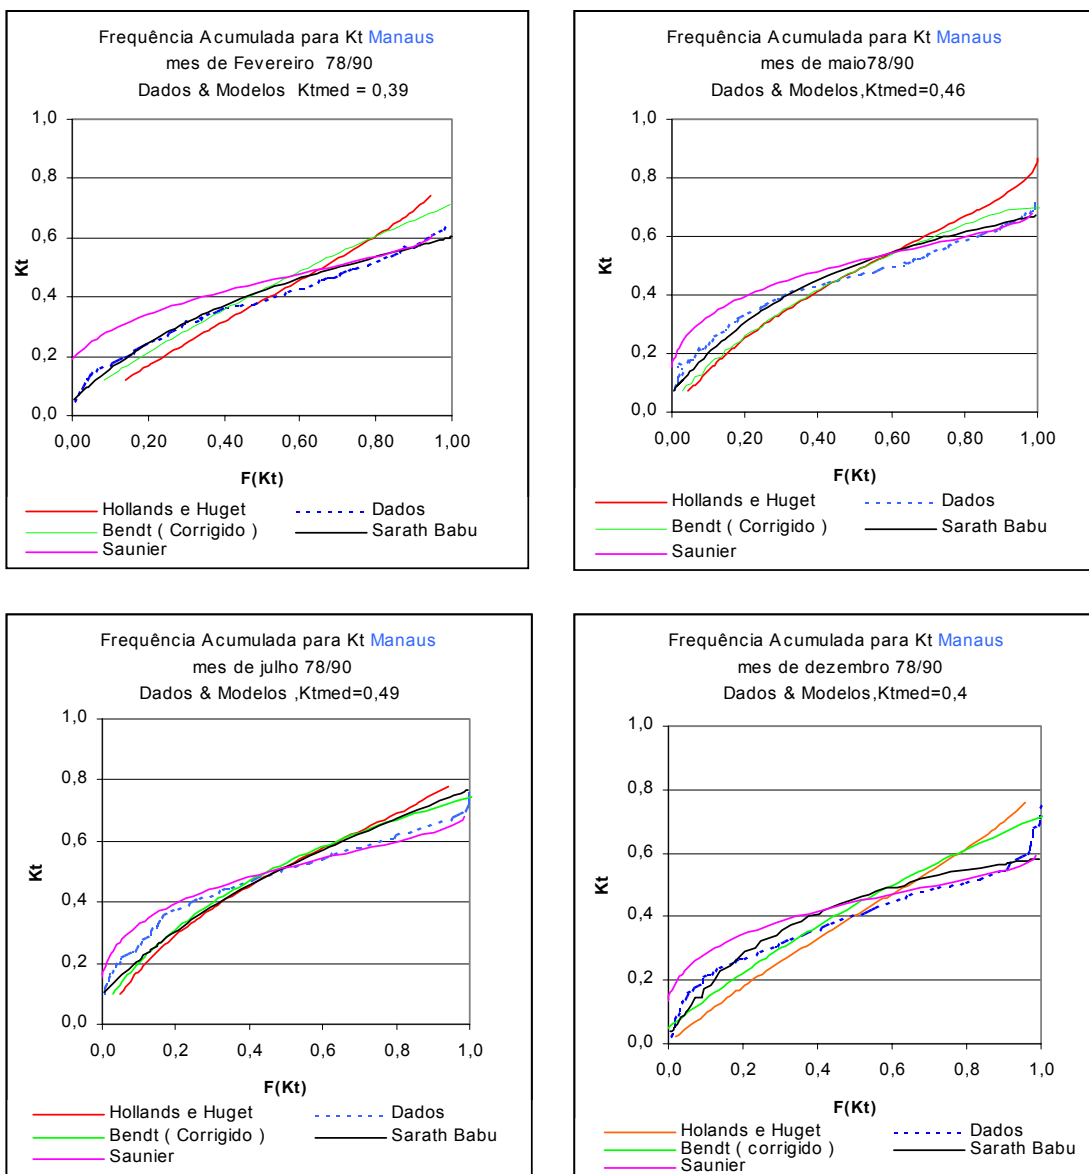 Frequência Acumulada para Kt Manaus
mes de Fevereiro 78/90
Dados & Modelos Ktmed = 0,39
1,0
0,8
0,6
Kt
0,4
0,2
0,0
0,00 0,20 0,40 0,60 0,80 1,00
F(Kt)
Hollands e Huget Dados
Bendt ( Corrigido ) Sarath Babu
Saunier
Frequência Acumulada para Kt Manaus
mes de maio78/90
Dados & Modelos,Ktmed=0,46
1,0
0,8
0,6
Kt
0,4
0,2
0,0
0,00 0,20 0,40 0,60 0,80 1,00
F(Kt)
Hollands e Huget Dados
Bendt ( Corrigido ) Sarath Babu
Saunier
Frequência Acumulada para Kt Manaus
mes de julho 78/90
Dados & Modelos ,Ktmed=0,49
1,0
0,8
0,6
Kt
0,4
0,2
0,0
0,0 0,2 0,4 0,6 0,8 1,0
F(Kt)
Hollands e Huget Dados
Bendt ( Corrigido ) Sarath Babu
Saunier
Frequência Acumulada para Kt Manaus
mes de dezembro 78/90
Dados & Modelos,Ktmed=0,4
1,0
0,8
0,6
Kt
0,4
0,2
0,0
0,0 0,2 0,4 0,6 0,8 1,0
F(Kt)
Holands e Huget Dados
Bendt ( corrigido ) Sarath Babu
Saunier